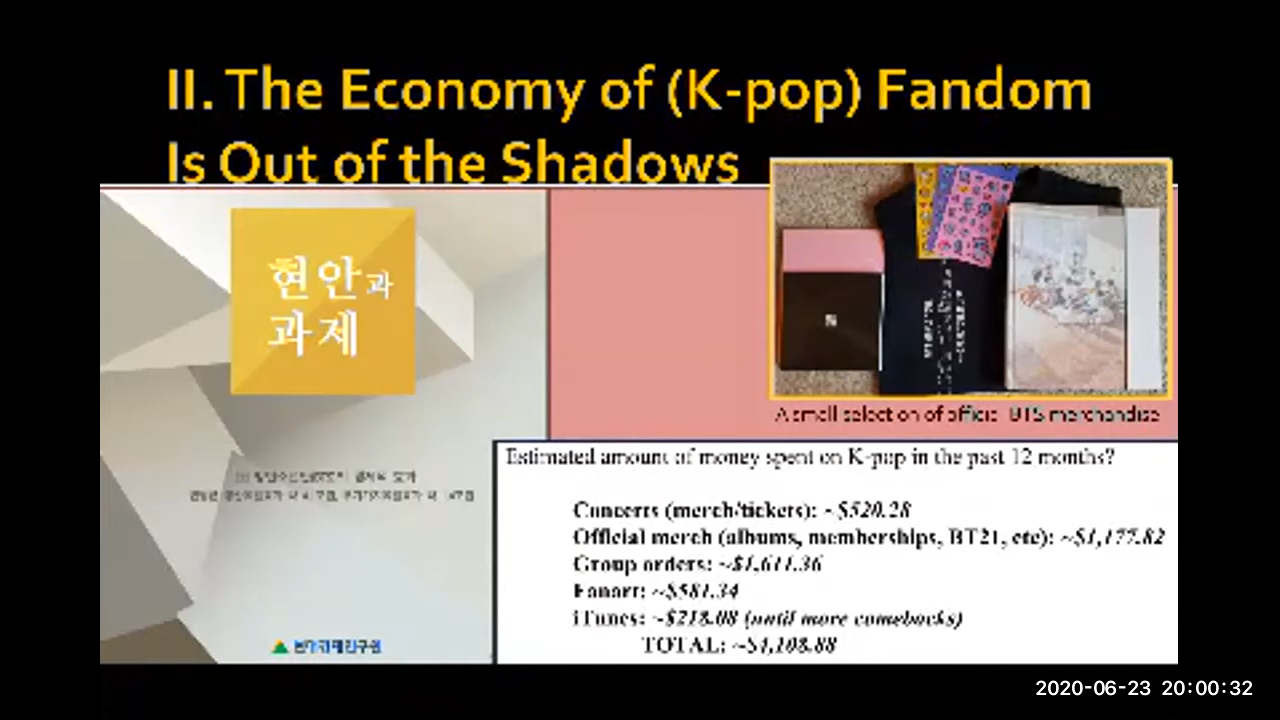 II. The Economy of (K-pop) Fandom
Is Out of the Shadows
현안과
과제
A small selection of official BTS merchandise
Estimated amount of money spent on K-pop in the past 12 months?
Concerts (merch/tickets): ~$520.28
Official merch (albums, memberships, BT21, etc): ~$1,177.82
Group orders: ~$1,611.36
Fanart: ~$581.34
iTunes: ~$218.08 (until more comebacks)
TOTAL: ~$4,108.88
2020-06-23 20:00:32